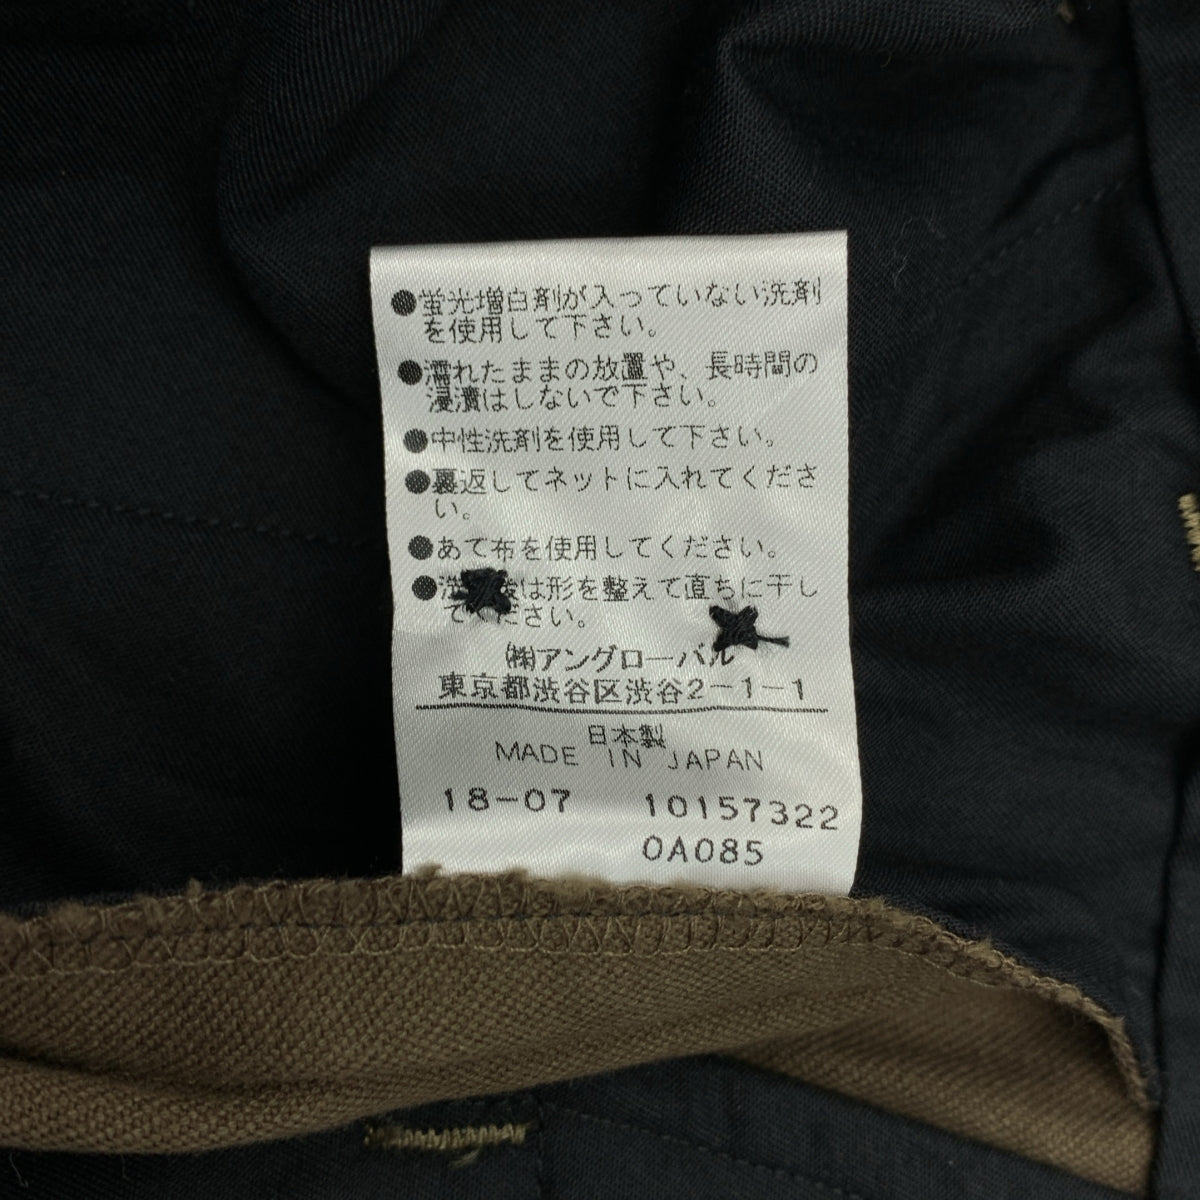 ●蛍光増白剤が入っていない洗剤
を使用して下さい。
●濡れたままの放置や、長時間の
浸漬はしないで下さい。
●中性洗剤を使用して下さい。
●裏返してネットに入れてくださ
い。
●あて布を使用してください。
●洗 後は形を整えて直ちに干し
てください。
㈱アングローバル
東京都渋谷区渋谷2-1-1
日本製
MADE IN JAPAN
18-07 10157322
0A085